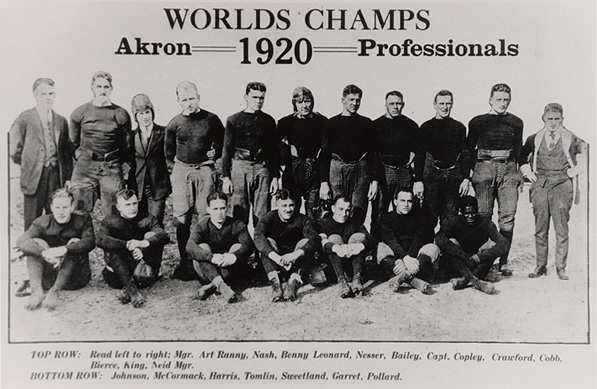 WORLDS CHAMPS
Akron 1920 Professionals
TOP ROW: Read left to right; Mgr. Art Ranny, Nash, Benny Leonard, Nesser, Bailey, Capt. Copley, Crawford, Cobb,
Bierce, King, Neid Mgr.
BOTTOM ROW: Johnson, McCormack, Harris, Tomlin, Sweetland, Garret, Pollard.